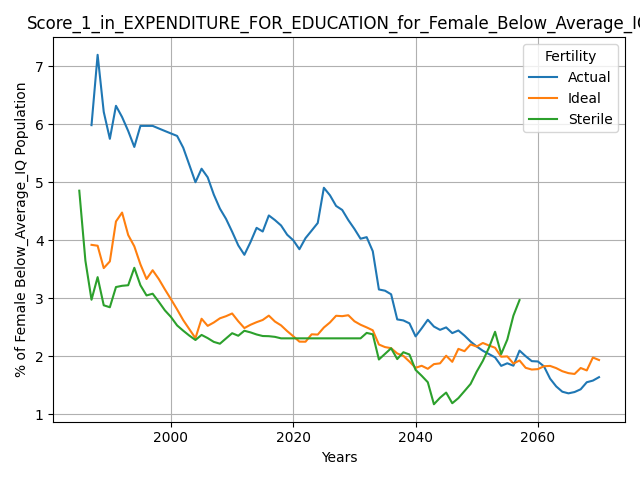 Score_1_in_EXPENDITURE_FOR_EDUCATION_for_Female_Below_Average_IQ
7
6
5
4
3
2
1
% of Female Below_Average_IQ Population
Fertility
Actual
Ideal
Sterile
2000 2020 2040 2060
Years